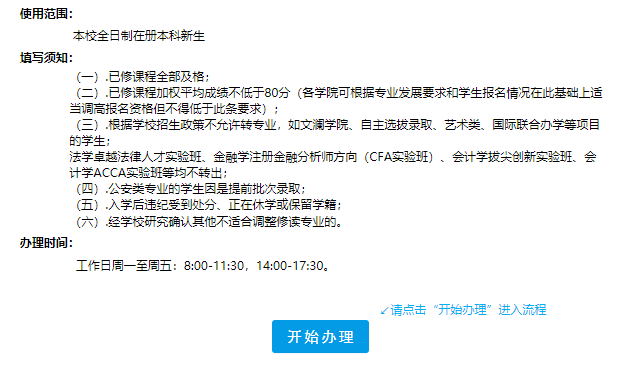 使用范围：
本校全日制在册本科新生
填写须知：
（一）.已修课程全部及格；
（二）.已修课程加权平均成绩不低于80分（各学院可根据专业发展要求和学生报名情况在此基础上适
当调高报名资格但不得低于此条要求）；
（三）.根据学校招生政策不允许转专业，如文澜学院、自主选拔录取、艺术类、国际联合办学等项目
的学生；
法学卓越法律人才实验班、金融学注册金融分析师方向（CFA实验班）、会计学拔尖创新实验班、会
计学ACCA实验班等均不转出；
（四）.公安类专业的学生因是提前批次录取；
（五）.入学后违纪受到处分、正在休学或保留学籍；
（六）.经学校研究确认其他不适合调整修读专业的。
办理时间：
工作日周一至周五：8:00-11:30，14:00-17:30。
↙请点击“开始办理”进入流程
开始办理